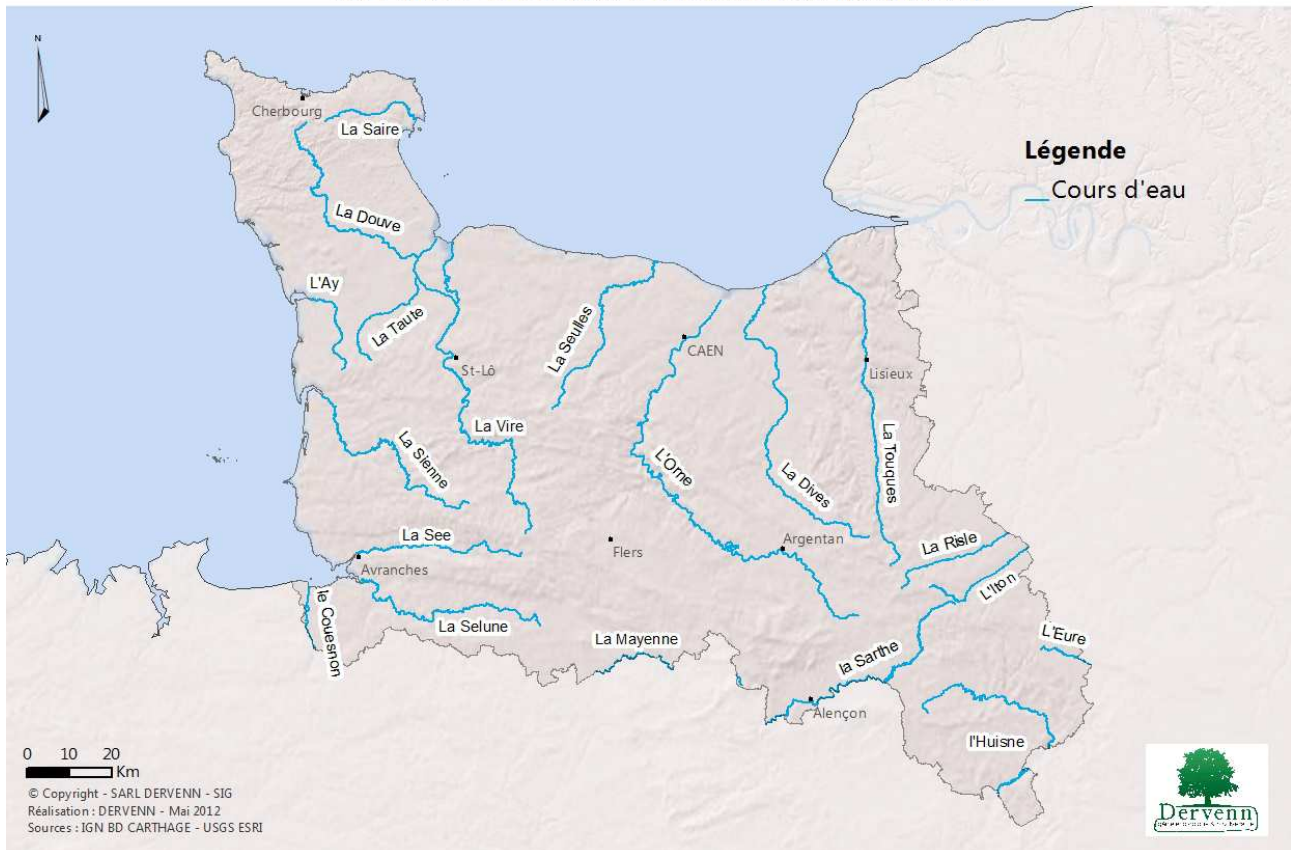 N
Cherbourg
La Saire
Légende
Cours d'eau
La Douve
L'Ay
La Taute
La Seulles
CAEN
St-Lô
Lisieux
La Vire
La Sienne
L'Orne
La Dives
La Touques
La See
Flers
Argentan
La Risle
Avranches
L'Iton
le Couesnon
La Selune
La Mayenne
L'Eure
la Sarthe
Alençon
l'Huisne
0 10 20
Km
© Copyright - SARL DERVENN - SIG
Réalisation : DERVENN - Mai 2012
Sources : IGN BD CARTHAGE - USGS ESRI
Dervenn